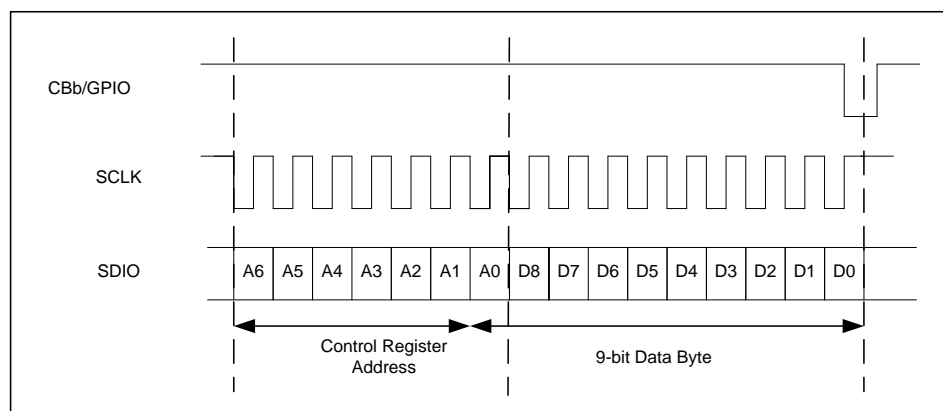 CBb/GPIO
SCLK
SDIO
A6 A5 A4 A3 A2 A1 A0 D8 D7 D6 D5 D4 D3 D2 D1 D0
Control Register
Address
9-bit Data Byte